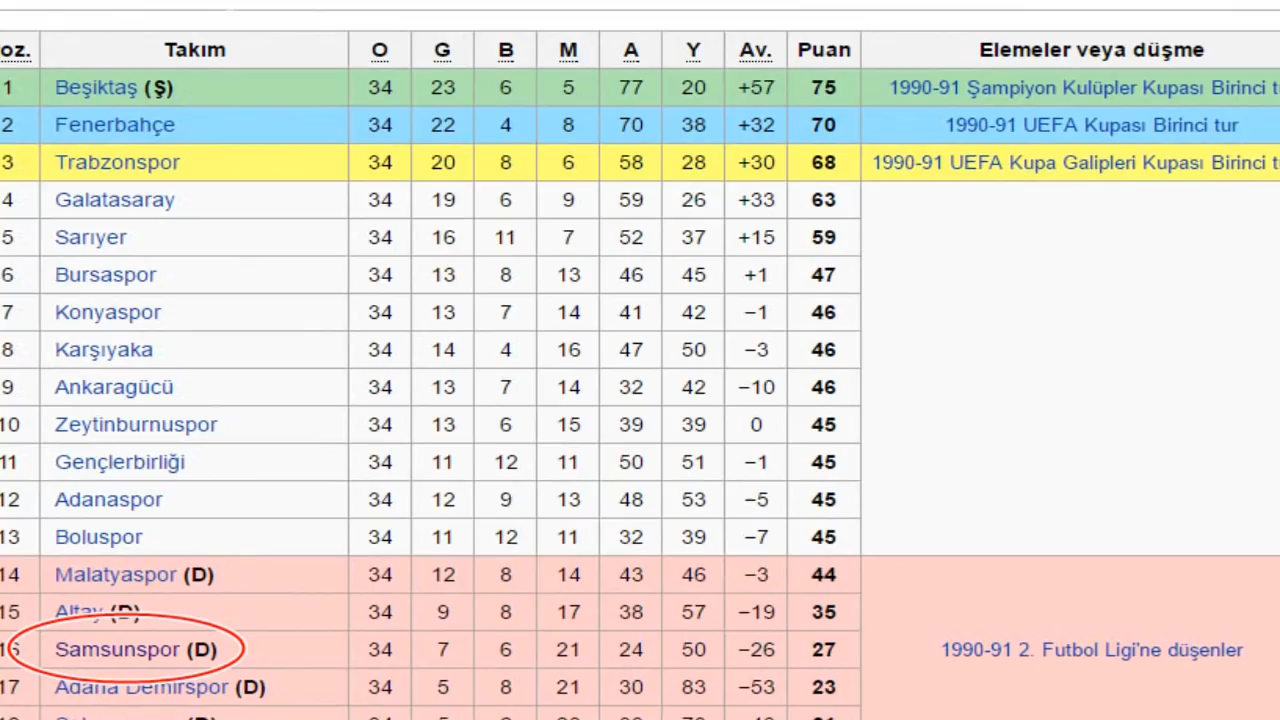 oz. Takım O G B M A Y Av. Puan Elemeler veya düşme
1 Beşiktaş (Ş) 34 23 6 5 77 20 +57 75 1990-91 Şampiyon Kulüpler Kupası Birinci t
2 Fenerbahçe 34 22 4 8 70 38 +32 70 1990-91 UEFA Kupası Birinci tur
3 Trabzonspor 34 20 8 6 58 28 +30 68 1990-91 UEFA Kupa Galipleri Kupası Birinci t
4 Galatasaray 34 19 6 9 59 26 +33 63
5 Sarıyer 34 16 11 7 52 37 +15 59
6 Bursaspor 34 13 8 13 46 45 +1 47
7 Konyaspor 34 13 7 14 41 42 −1 46
8 Karşıyaka 34 14 4 16 47 50 −3 46
9 Ankaragücü 34 13 7 14 32 42 −10 46
10 Zeytinburnuspor 34 13 6 15 39 39 0 45
11 Gençlerbirliği 34 11 12 11 50 51 −1 45
12 Adanaspor 34 12 9 13 48 53 −5 45
13 Boluspor 34 11 12 11 32 39 −7 45
14 Malatyaspor (D) 34 12 8 14 43 46 −3 44
15 Altay (D) 34 9 8 17 38 57 −19 35
16 Samsunspor (D) 34 7 6 21 24 50 −26 27 1990-91 2. Futbol Ligi'ne düşenler
17 Adana Demirspor (D) 34 5 8 21 30 83 −53 23